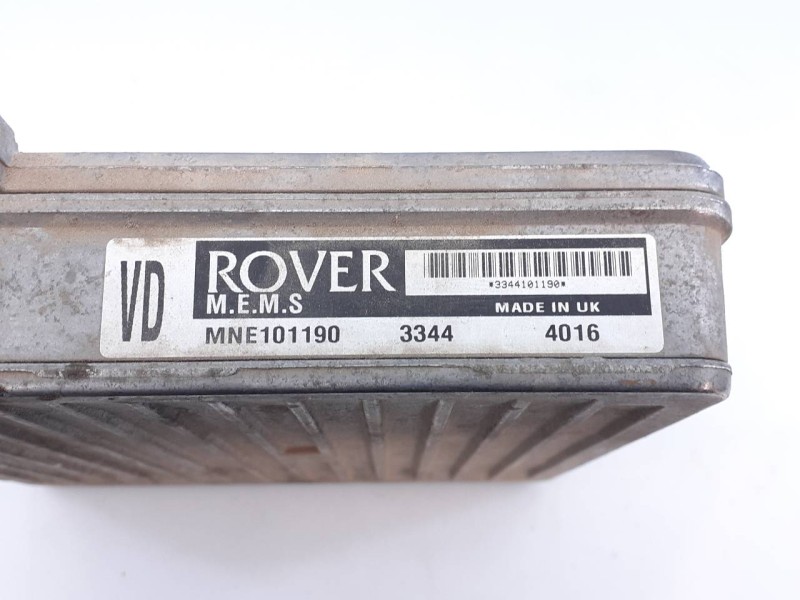 VD
ROVER
M.E.M.S
*3344101190*
MADE IN UK
MNE101190 3344 4016